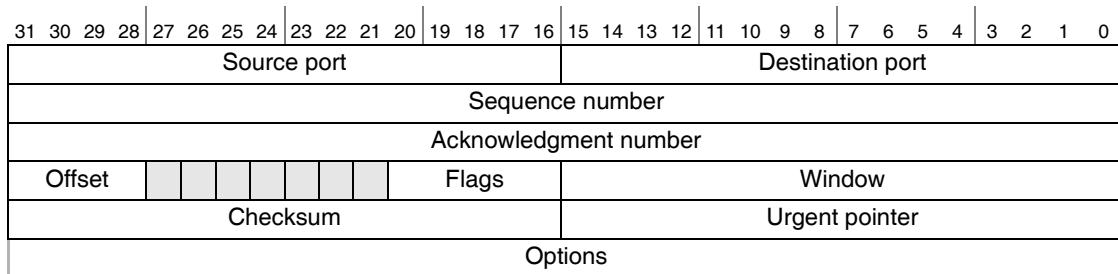 31 30 29 28 27 26 25 24 23 22 21 20 19 18 17 16 15 14 13 12 11 10 9 8 7 6 5 4 3 2 1 0
Source port Destination port
Sequence number
Acknowledgment number
Offset Flags Window
Checksum Urgent pointer
Options